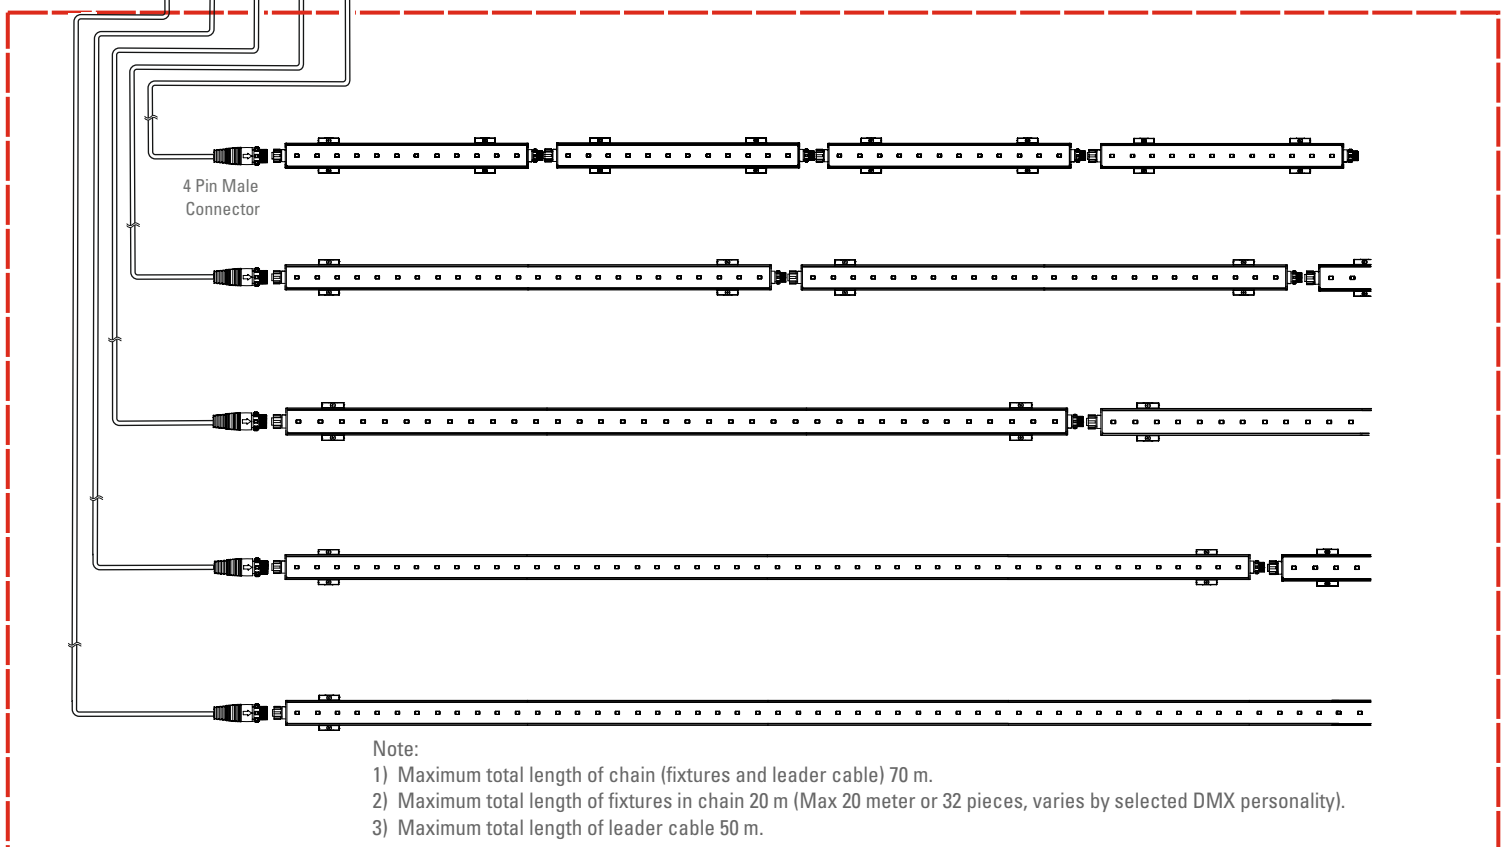 4 Pin Male
Connector
Note:
1) Maximum total length of chain (fixtures and leader cable) 70 m.
2) Maximum total length of fixtures in chain 20 m (Max 20 meter or 32 pieces, varies by selected DMX personality).
3) Maximum total length of leader cable 50 m.